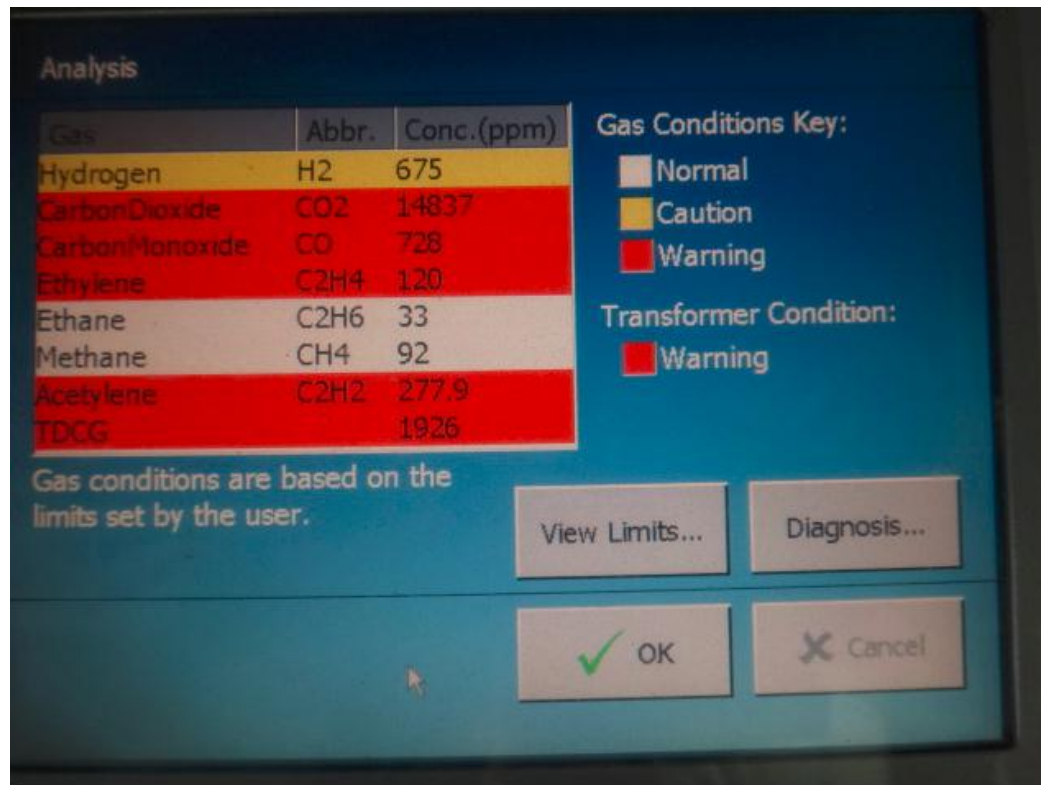 Analysis
Gas Abbr. Conc.(ppm)
Hydrogen H2 675
CarbonDioxide CO2 14837
CarbonMonoxide CO 728
Ethylene C2H4 120
Ethane C2H6 33
Methane CH4 92
Acetylene C2H2 277.9
TDCG 1926
Gas conditions are based on the
limits set by the user.
Gas Conditions Key:
Normal
Caution
Warning
Transformer Condition:
Warning
View Limits...
Diagnosis...
OK
Cancel